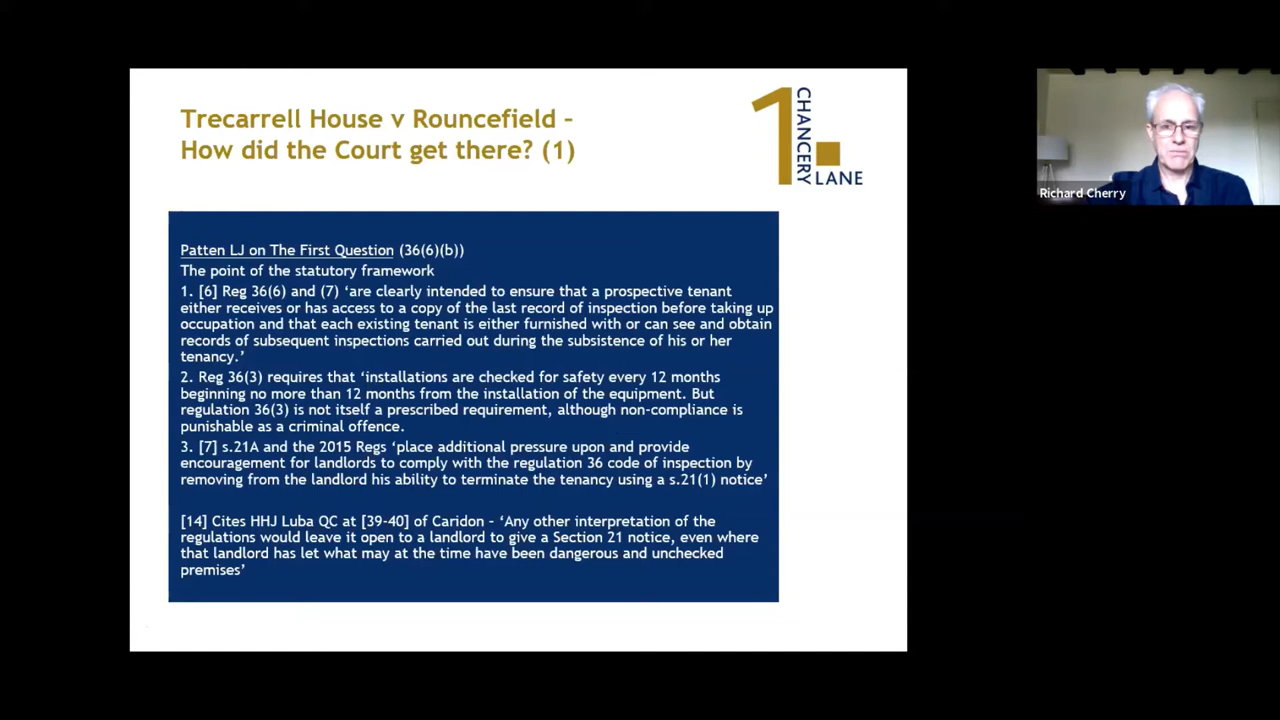 Trecarrell House v Rouncefield –
How did the Court get there? (1)
1 CHANCERY LANE
Richard Cherry
Patten LJ on The First Question (36(6)(b))
The point of the statutory framework
1. [6] Reg 36(6) and (7) ‘are clearly intended to ensure that a prospective tenant
either receives or has access to a copy of the last record of inspection before taking up
occupation and that each existing tenant is either furnished with or can see and obtain
records of subsequent inspections carried out during the subsistence of his or her
tenancy.’
2. Reg 36(3) requires that ‘installations are checked for safety every 12 months
beginning no more than 12 months from the installation of the equipment. But
regulation 36(3) is not itself a prescribed requirement, although non-compliance is
punishable as a criminal offence.
3. [7] s.21A and the 2015 Regs ‘place additional pressure upon and provide
encouragement for landlords to comply with the regulation 36 code of inspection by
removing from the landlord his ability to terminate the tenancy using a s.21(1) notice’
[14] Cites HHJ Luba QC at [39-40] of Caridon – ‘Any other interpretation of the
regulations would leave it open to a landlord to give a Section 21 notice, even where
that landlord has let what may at the time have been dangerous and unchecked
premises’